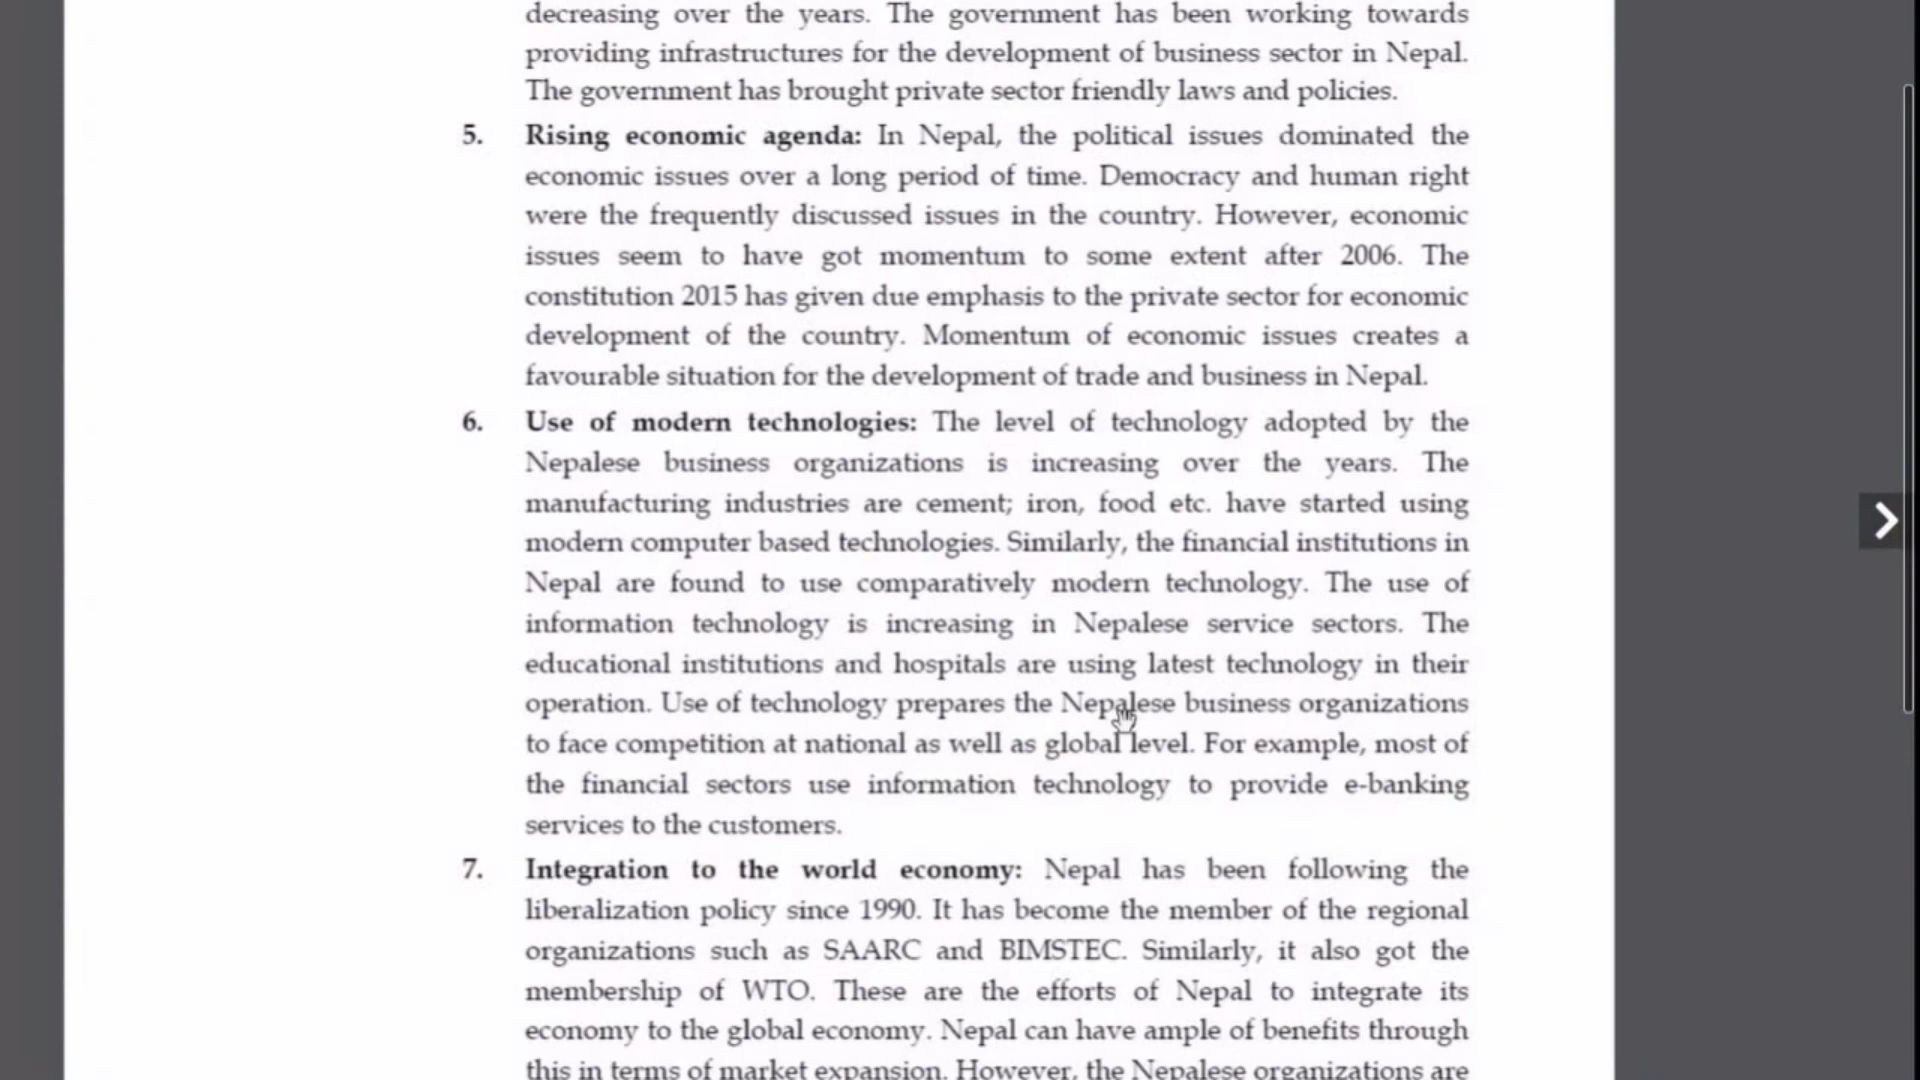 decreasing over the years. The government has been working towards
providing infrastructures for the development of business sector in Nepal.
The government has brought private sector friendly laws and policies.
5. Rising economic agenda: In Nepal, the political issues dominated the
economic issues over a long period of time. Democracy and human right
were the frequently discussed issues in the country. However, economic
issues seem to have got momentum to some extent after 2006. The
constitution 2015 has given due emphasis to the private sector for economic
development of the country. Momentum of economic issues creates a
favourable situation for the development of trade and business in Nepal.
6. Use of modern technologies: The level of technology adopted by the
Nepalese business organizations is increasing over the years. The
manufacturing industries are cement; iron, food etc. have started using
modern computer based technologies. Similarly, the financial institutions in
Nepal are found to use comparatively modern technology. The use of
information technology is increasing in Nepalese service sectors. The
educational institutions and hospitals are using latest technology in their
operation. Use of technology prepares the Nepalese business organizations
to face competition at national as well as global level. For example, most of
the financial sectors use information technology to provide e-banking
services to the customers.
7. Integration to the world economy: Nepal has been following the
liberalization policy since 1990. It has become the member of the regional
organizations such as SAARC and BIMSTEC. Similarly, it also got the
membership of WTO. These are the efforts of Nepal to integrate its
economy to the global economy. Nepal can have ample of benefits through
this in terms of market expansion. However, the Nepalese organizations are